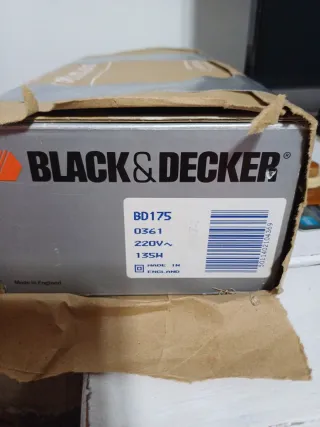 BLACK&DECKER®
BD175
0361
220V~
135W
MADE IN
ENGLAND
Made in England